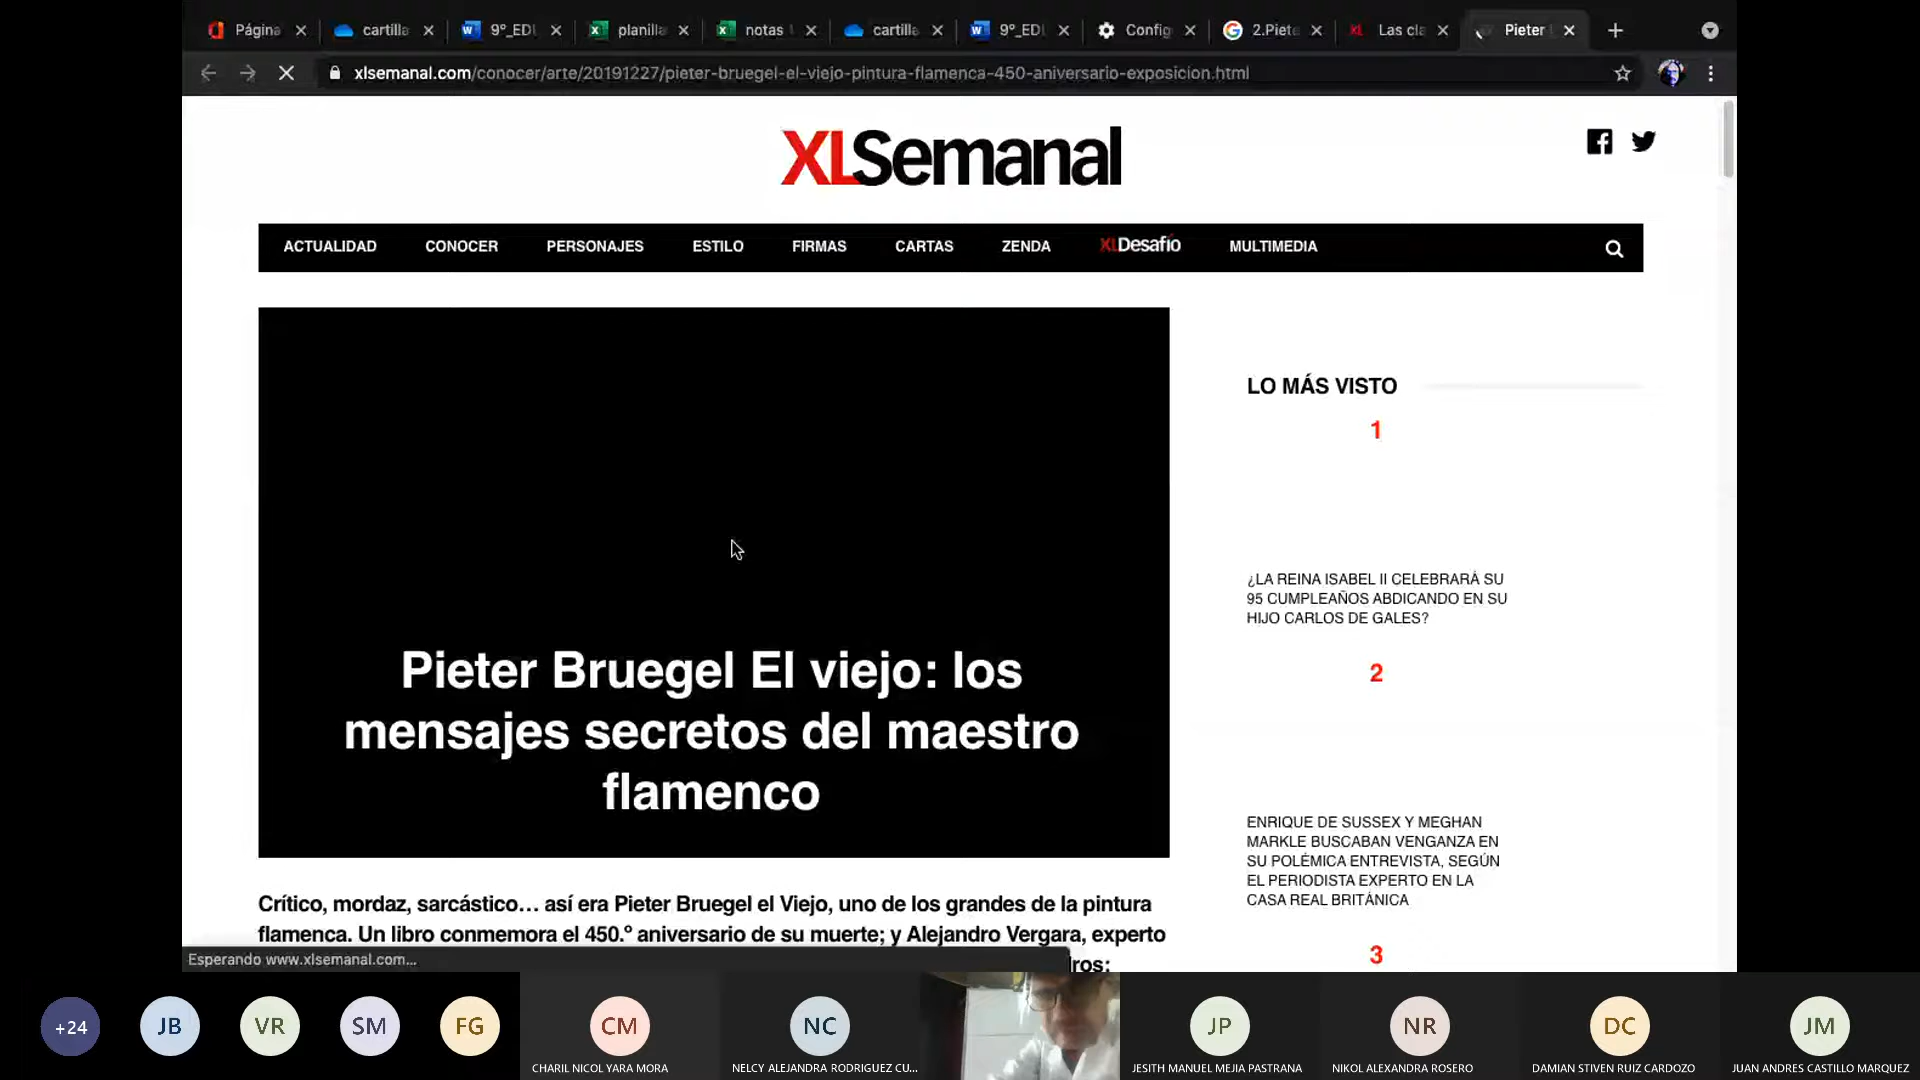 Página
cartilla
9º_EDU
planilla
notas
cartilla
9º_EDU
Config
2.Piete
XL Las cla
Pieter
xlsemanal.com/conocer/arte/20191227/pieter-bruegel-el-viejo-pintura-flamenca-450-aniversario-exposicion.html
XLSemanal
ACTUALIDAD
CONOCER
PERSONAJES
ESTILO
FIRMAS
CARTAS
ZENDA
XLDesafío
MULTIMEDIA
Pieter Bruegel El viejo: los
mensajes secretos del maestro
flamenco
Crítico, mordaz, sarcástico... así era Pieter Bruegel el Viejo, uno de los grandes de la pintura
flamenca. Un libro conmemora el 450.º aniversario de su muerte; y Alejandro Vergara, experto
ros:
LO MÁS VISTO
1
¿LA REINA ISABEL II CELEBRARÁ SU
95 CUMPLEAÑOS ABDICANDO EN SU
HIJO CARLOS DE GALES?
2
ENRIQUE DE SUSSEX Y MEGHAN
MARKLE BUSCABAN VENGANZA EN
SU POLÉMICA ENTREVISTA, SEGÚN
EL PERIODISTA EXPERTO EN LA
CASA REAL BRITÁNICA
3
Esperando www.xlsemanal.com...
+24
JB
VR
SM
FG
CM
CHARIL NICOL YARA MORA
NC
NELCY ALEJANDRA RODRIGUEZ CU...
JP
JESITH MANUEL MEJIA PASTRANA
NR
NIKOL ALEXANDRA ROSERO
DC
DAMIAN STIVEN RUIZ CARDOZO
JM
JUAN ANDRES CASTILLO MARQUEZ